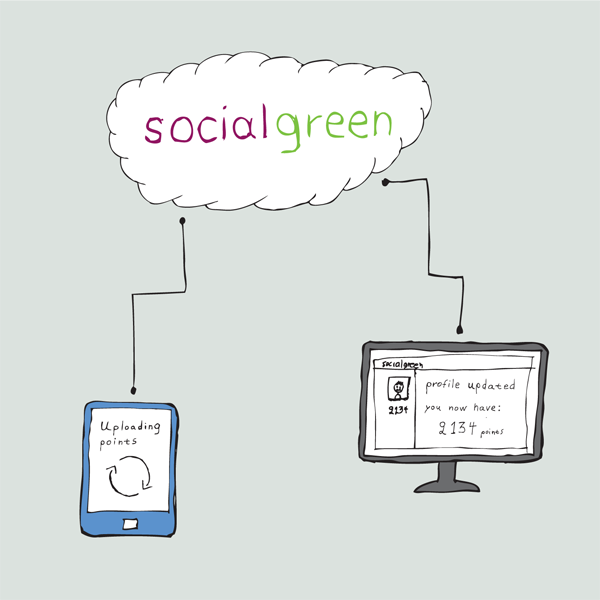 socialgreen
Uploading
points
socialgreen
2134
profile updated
you now have:
2134 points